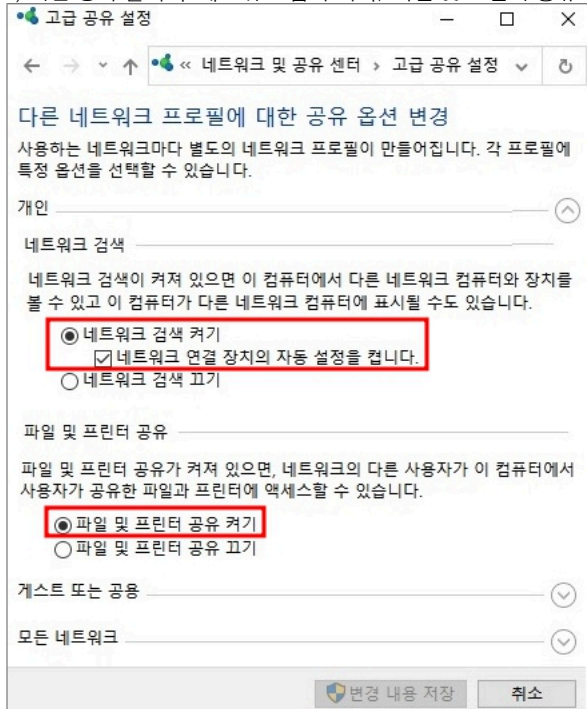 고급 공유 설정
« 네트워크 및 공유 센터 › 고급 공유 설정
다른 네트워크 프로필에 대한 공유 옵션 변경
사용하는 네트워크마다 별도의 네트워크 프로필이 만들어집니다. 각 프로필에
특정 옵션을 선택할 수 있습니다.
개인
네트워크 검색
네트워크 검색이 켜져 있으면 이 컴퓨터에서 다른 네트워크 컴퓨터와 장치를
볼 수 있고 이 컴퓨터가 다른 네트워크 컴퓨터에 표시될 수도 있습니다.
네트워크 검색 켜기
네트워크 연결 장치의 자동 설정을 켭니다.
네트워크 검색 끄기
파일 및 프린터 공유
파일 및 프린터 공유가 켜져 있으면, 네트워크의 다른 사용자가 이 컴퓨터에서
사용자가 공유한 파일과 프린터에 액세스할 수 있습니다.
파일 및 프린터 공유 켜기
파일 및 프린터 공유 끄기
게스트 또는 공용
모든 네트워크
변경 내용 저장
취소